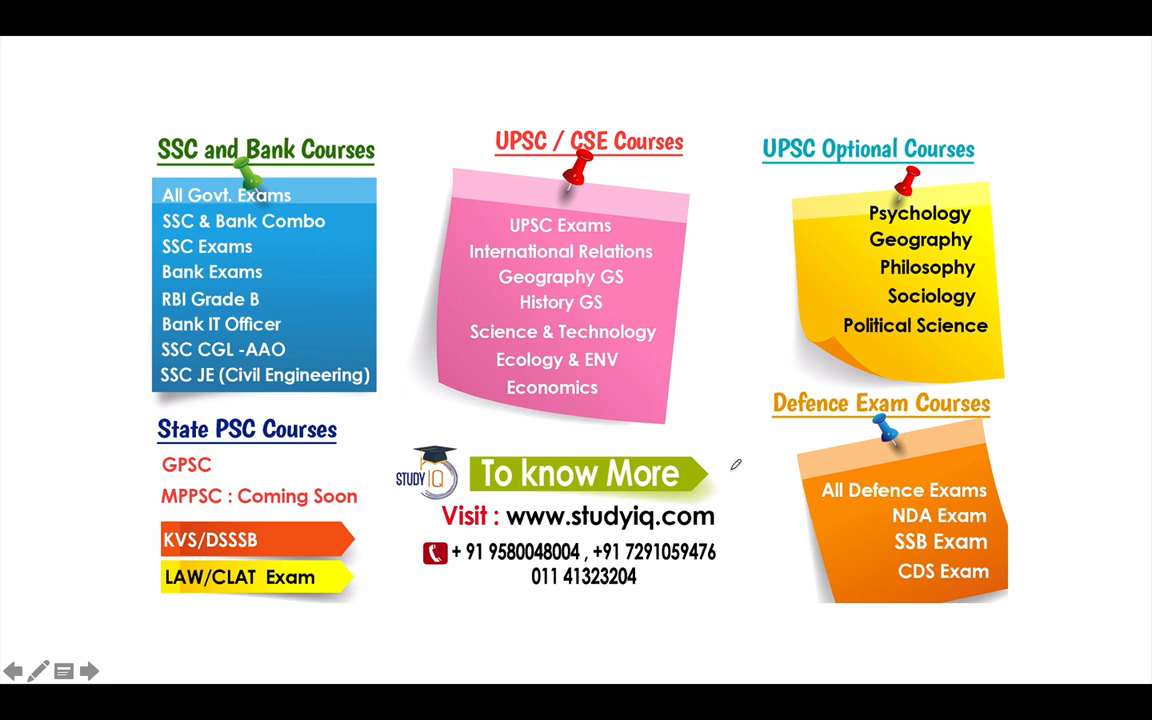 SSC and Bank Courses
All Govt. Exams
SSC & Bank Combo
SSC Exams
Bank Exams
RBI Grade B
Bank IT Officer
SSC CGL -AAO
SSC JE (Civil Engineering)
State PSC Courses
GPSC
MPPSC : Coming Soon
KVS/DSSSB
LAW/CLAT Exam
UPSC / CSE Courses
UPSC Exams
International Relations
Geography GS
History GS
Science & Technology
Ecology & ENV
Economics
STUDY IQ
To know More
Visit : www.studyiq.com
+ 91 9580048004 , +91 7291059476
011 41323204
UPSC Optional Courses
Psychology
Geography
Philosophy
Sociology
Political Science
Defence Exam Courses
All Defence Exams
NDA Exam
SSB Exam
CDS Exam